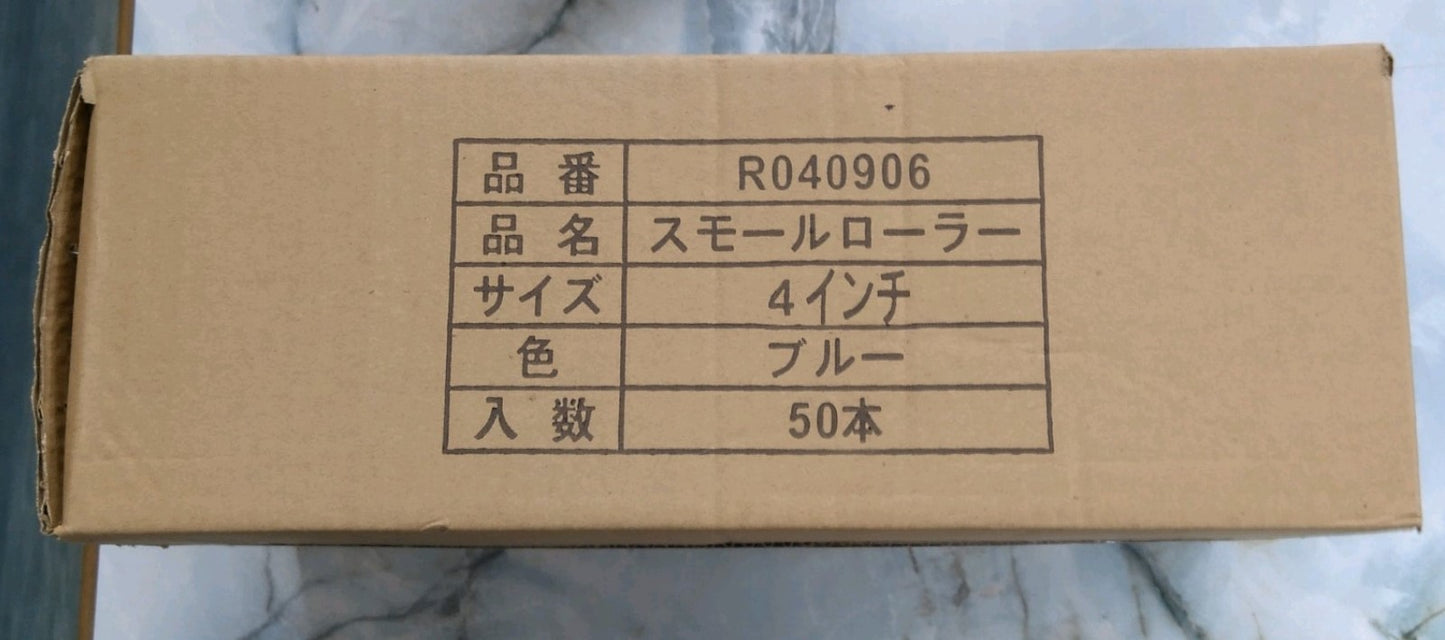 品番 R040906
品名 スモールローラー
サイズ 4インチ
色 ブルー
入数 50本